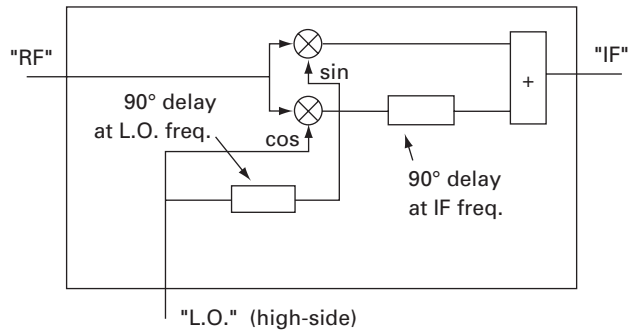 "RF"
"IF"
sin
+
90° delay
at L.O. freq.
cos
90° delay
at IF freq.
"L.O." (high-side)